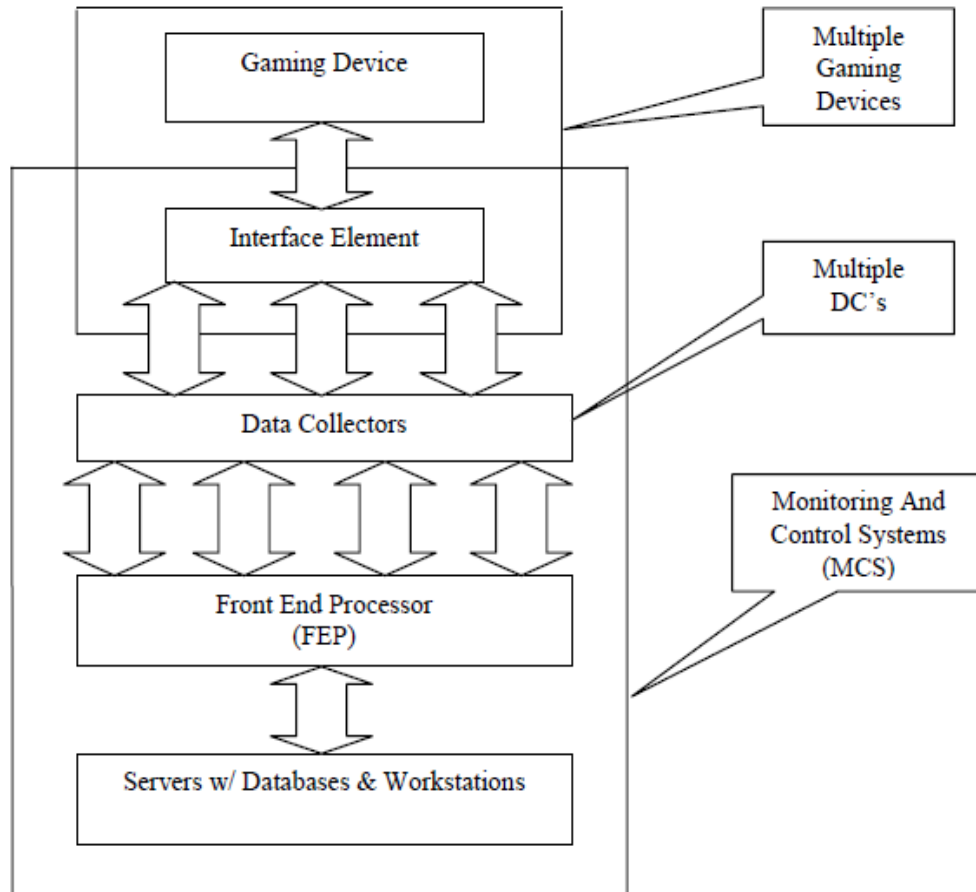 Gaming Device
Multiple
Gaming
Devices
Interface Element
Multiple
DC’s
Data Collectors
Monitoring And
Control Systems
(MCS)
Front End Processor
(FEP)
Servers w/ Databases & Workstations